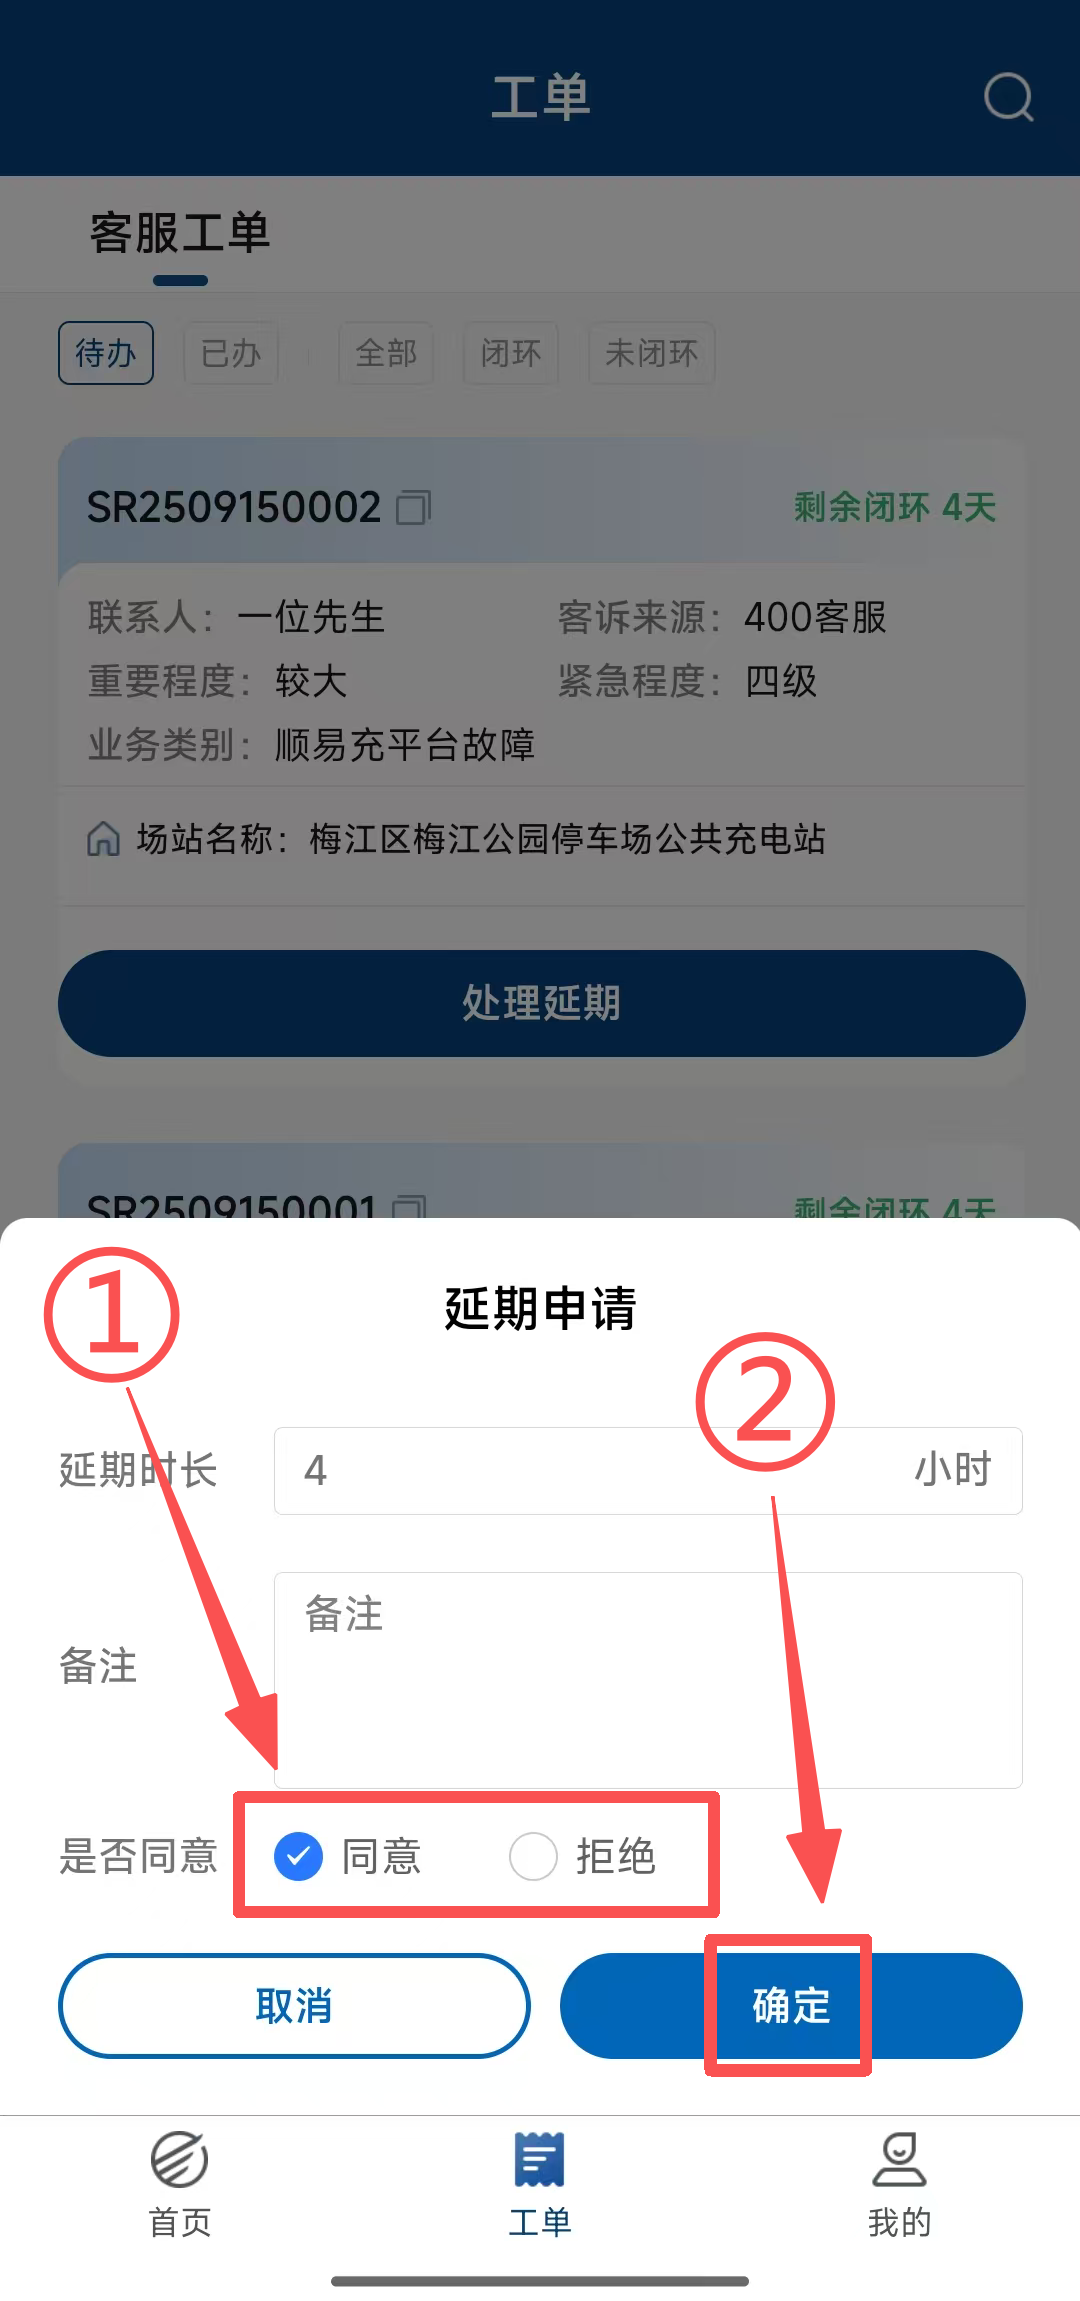 工单
客服工单
待办 已办 全部 闭环 未闭环
SR2509150002 剩余闭环 4天
联系人：一位先生 客诉来源：400客服
重要程度：较大 紧急程度：四级
业务类别：顺易充平台故障
场站名称：梅江区梅江公园停车场公共充电站
处理延期
SR2509150001 剩余闭环 4天
① 延期申请
②
延期时长 4 小时
备注
备注
是否同意 同意 拒绝
取消 确定
首页 工单 我的